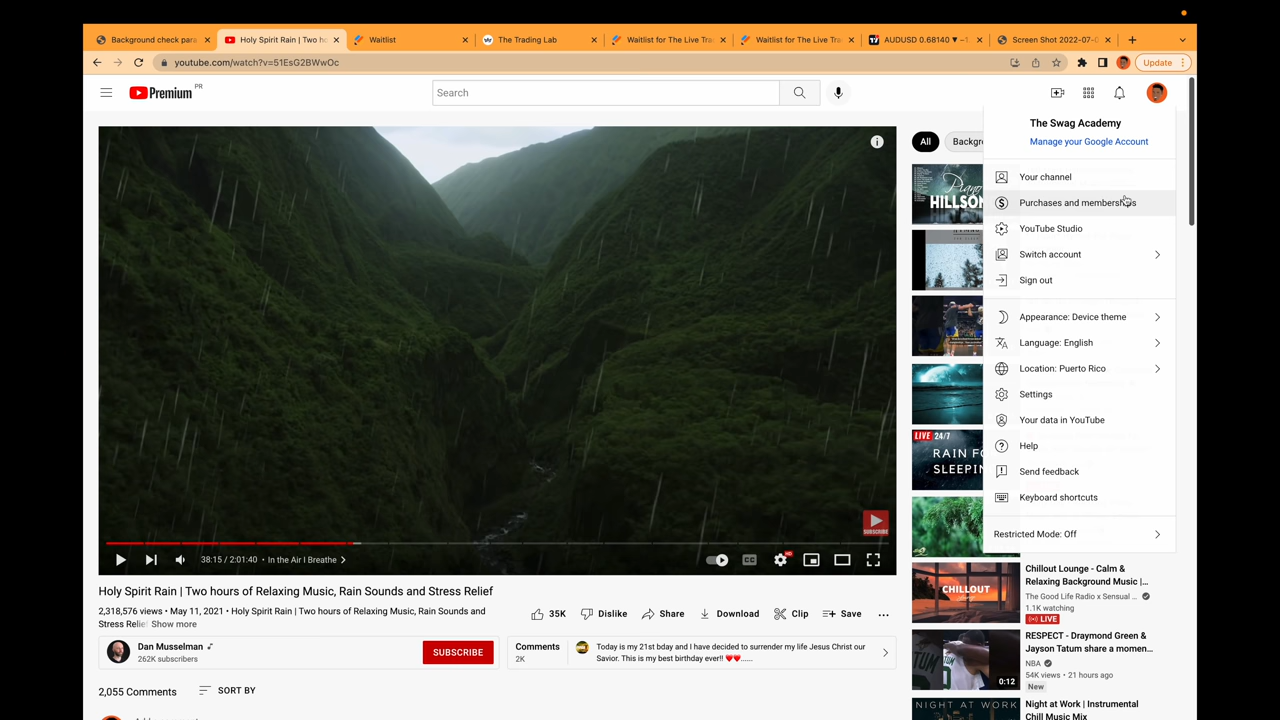 Background check para
Holy Spirit Rain | Two ho
Waitlist
The Trading Lab
Waitlist for The Live Tra
Waitlist for The Live Tra
AUDUSD 0.68140 ▼ −1
Screen Shot 2022-07-0
youtube.com/watch?v=51EsG2BWwOc
Update
Premium PR
Search
The Swag Academy
Manage your Google Account
Your channel
Purchases and memberships
YouTube Studio
Switch account
Sign out
Appearance: Device theme
Language: English
Location: Puerto Rico
Settings
Your data in YouTube
Help
Send feedback
Keyboard shortcuts
Restricted Mode: Off
All
Backgro
Piano
HILLSON
LIVE 24/7
RAIN FO
SLEEPIN
SUBSCRIBE
38:15 / 2:01:40 • In the Air I Breathe
CC
HD
Holy Spirit Rain | Two hours of Relaxing Music, Rain Sounds and Stress Relief
2,318,576 views • May 11, 2021 • Holy Spirit Rain | Two hours of Relaxing Music, Rain Sounds and
Stress Relief Show more
35K
Dislike
Share
Download
Clip
Save
Dan Musselman
262K subscribers
SUBSCRIBE
Comments
2K
Today is my 21st bday and I have decided to surrender my life Jesus Christ our
Savior. This is my best birthday ever!! ❤❤......
2,055 Comments
SORT BY
CHILLOUT
Chillout Lounge - Calm &
Relaxing Background Music |...
The Good Life Radio x Sensual ...
1.1K watching
LIVE
TUM
0:12
RESPECT - Draymond Green &
Jayson Tatum share a momen...
NBA
54K views • 21 hours ago
New
NIGHT AT WORK
Night at Work | Instrumental
Chill Music Mix